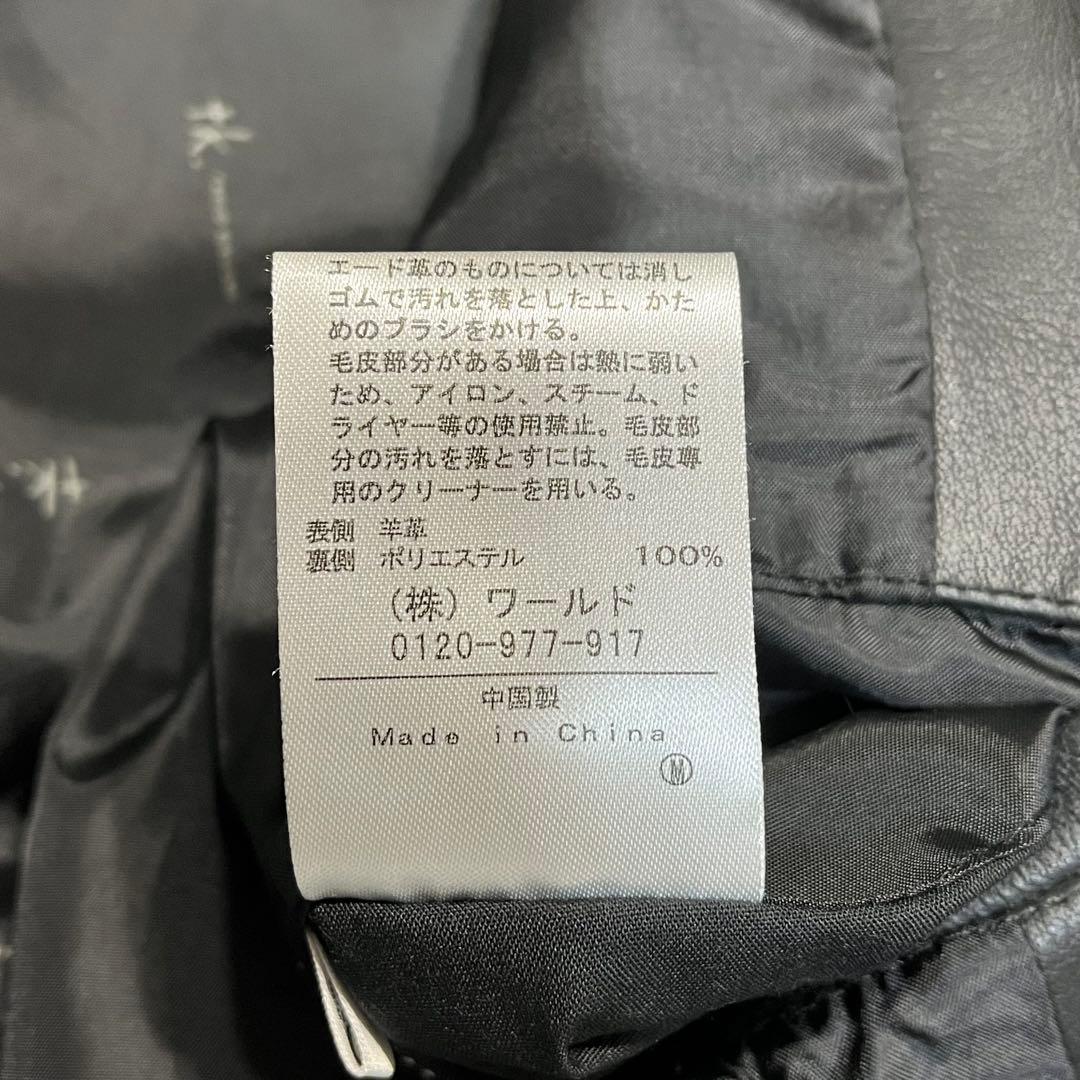 tk.
tk.
エード革のものについては消し
ゴムで汚れを落とした上、かた
めのブラシをかける。
毛皮部分がある場合は熱に弱い
ため、アイロン、スチーム、ド
ライヤー等の使用禁止。毛皮部
分の汚れを落とすには、毛皮専
用のクリーナーを用いる。
表側 羊革
裏側 ポリエステル 100%
(株) ワールド
0120-977-917
中国製
Made in China
Ⓜ